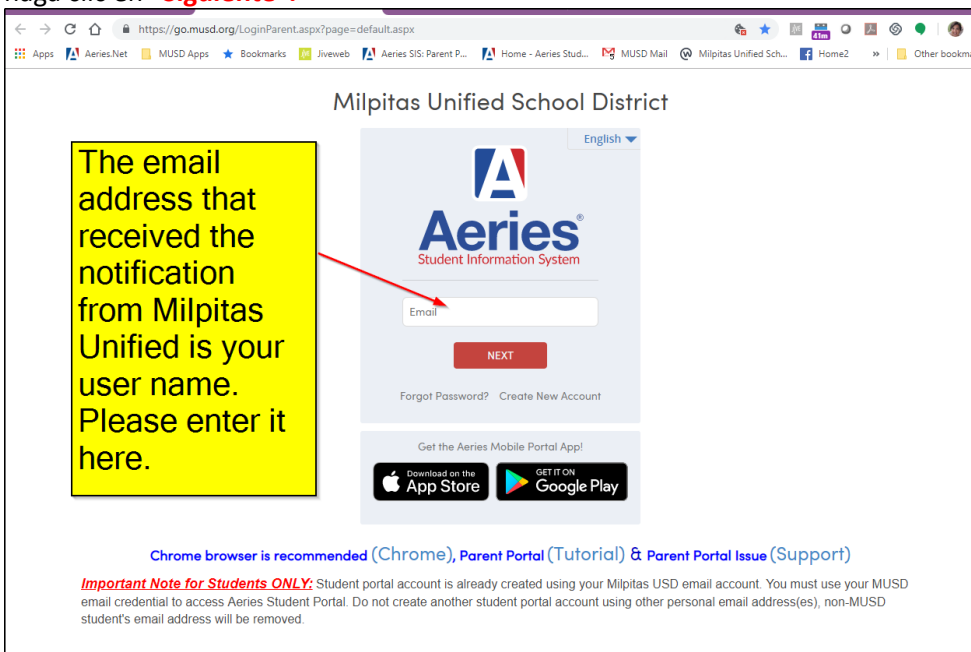 haga clic en "Siguiente".
https://go.musd.org/LoginParent.aspx?page=default.aspx
41m
Apps Aeries.Net MUSD Apps Bookmarks Jiveweb Aeries SIS: Parent P... Home - Aeries Stud... MUSD Mail Milpitas Unified Sch... Home2 » Other bookma
Milpitas Unified School District
English
The email
address that
received the
notification
from Milpitas
Unified is your
user name.
Please enter it
here.
Aeries®
Student Information System
Email
NEXT
Forgot Password? Create New Account
Get the Aeries Mobile Portal App!
Download on the
App Store
GET IT ON
Google Play
Chrome browser is recommended (Chrome), Parent Portal (Tutorial) & Parent Portal Issue (Support)
Important Note for Students ONLY: Student portal account is already created using your Milpitas USD email account. You must use your MUSD
email credential to access Aeries Student Portal. Do not create another student portal account using other personal email address(es), non-MUSD
student's email address will be removed.